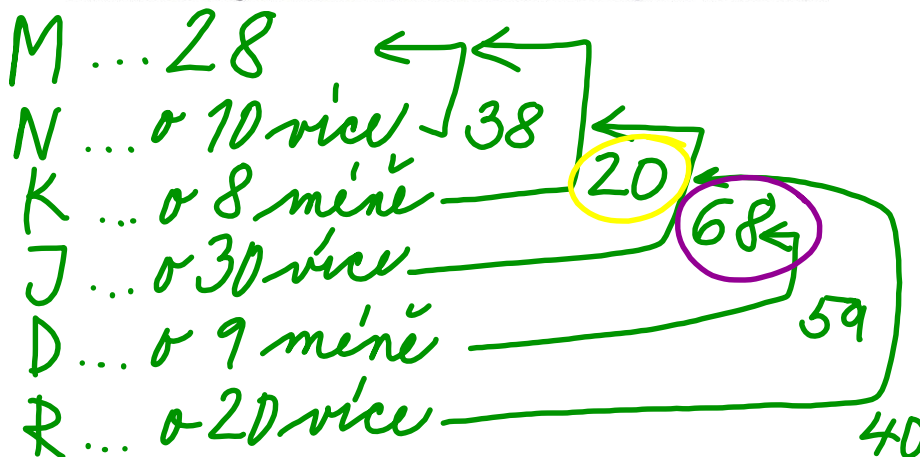 M ... 28
N ... o 10 více 38
K ... o 8 méně 20
J ... o 30 více 68
D ... o 9 méně 59
R ... o 20 více 40